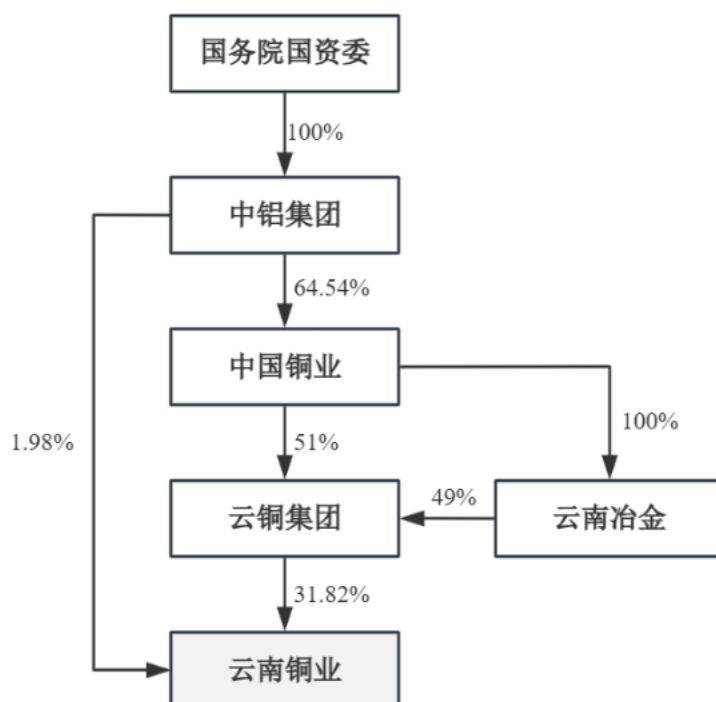 国务院国资委
100%
中铝集团
64.54%
中国铜业
1.98%
51%
100%
云铜集团
49%
云南冶金
31.82%
云南铜业